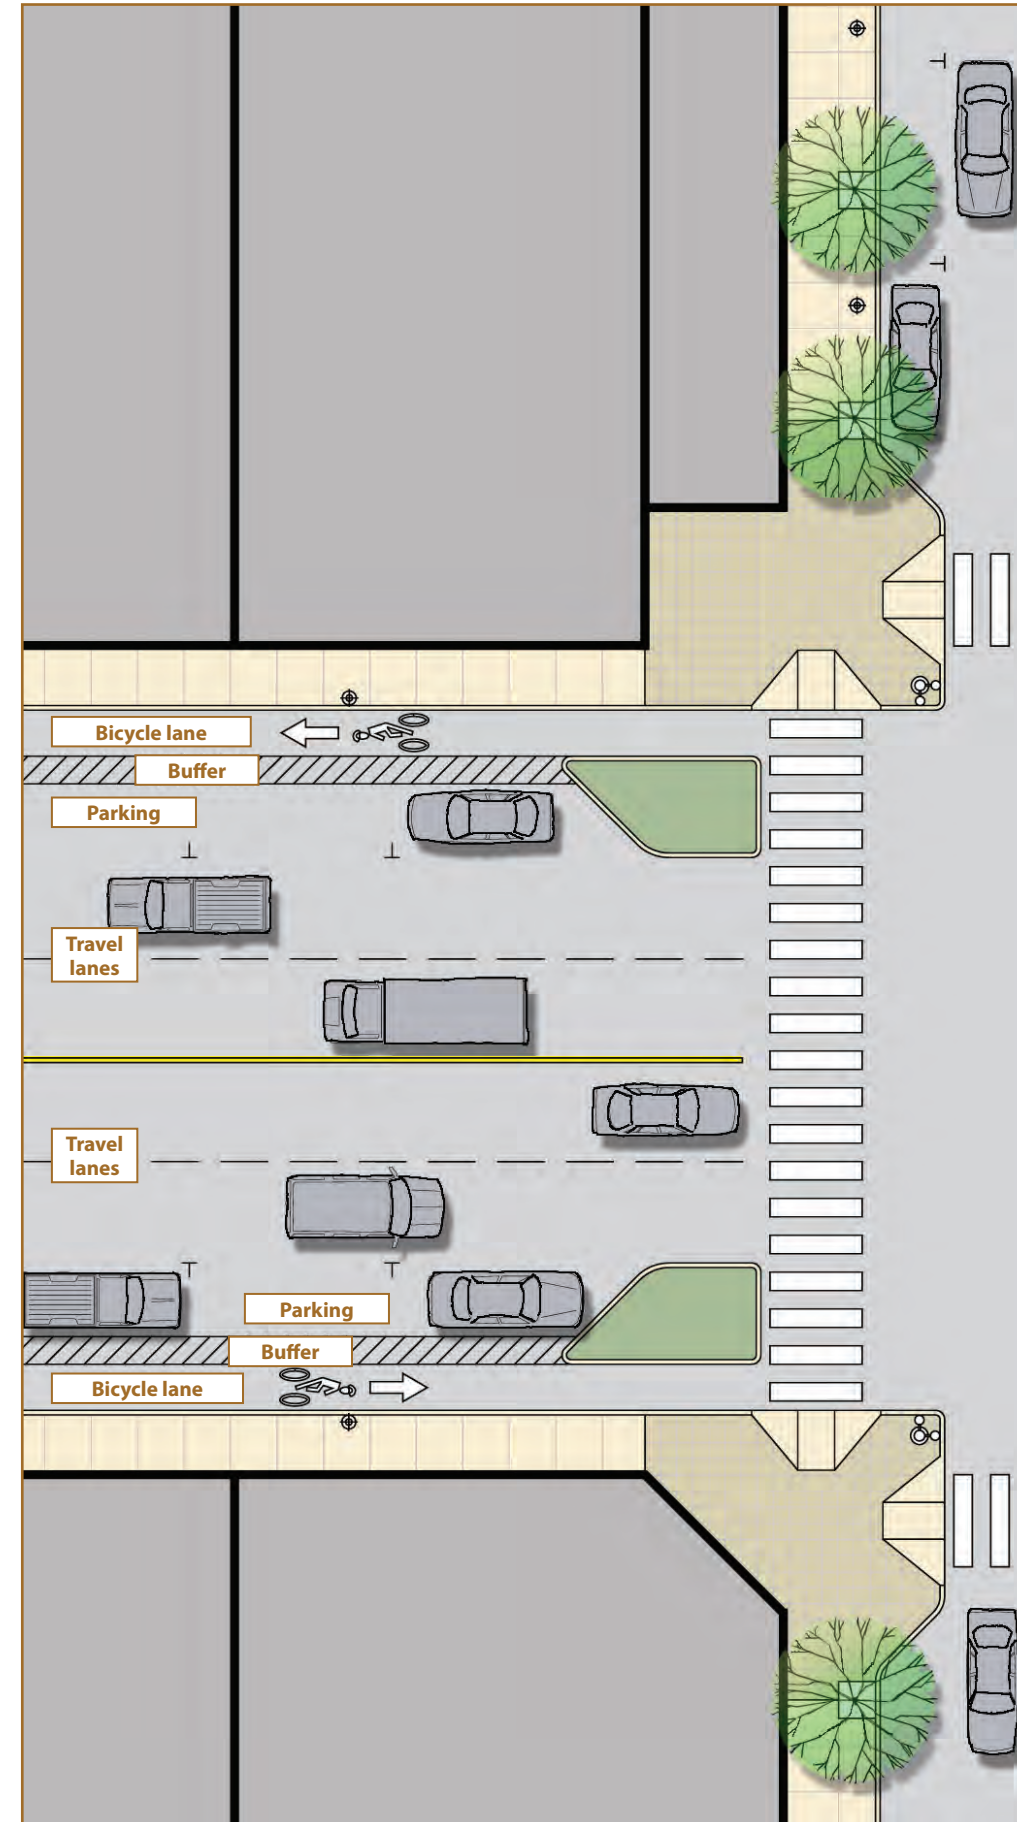 Bicycle lane
Buffer
Parking
Travel
lanes
Travel
lanes
Parking
Buffer
Bicycle lane